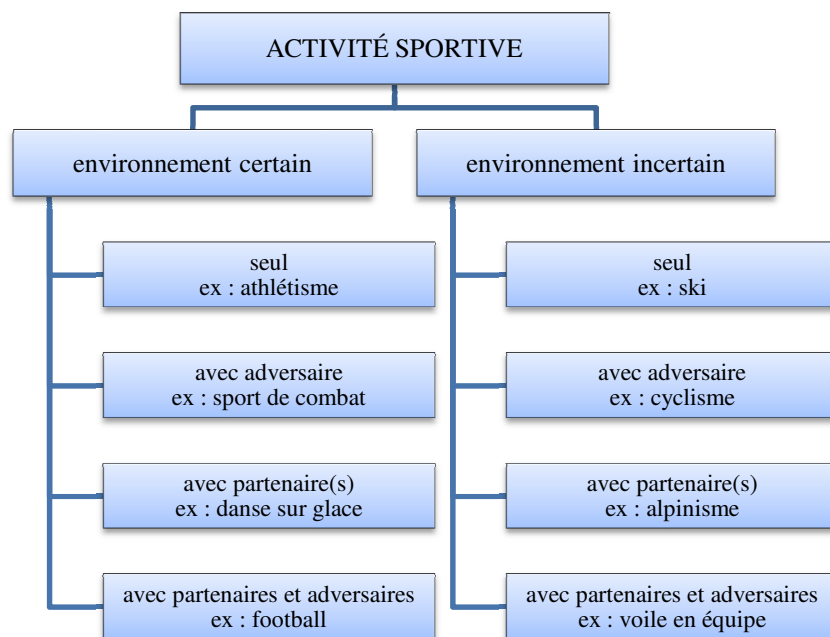 ACTIVITÉ SPORTIVE
environnement certain
seul
ex : athlétisme
avec adversaire
ex : sport de combat
avec partenaire(s)
ex : danse sur glace
avec partenaires et adversaires
ex : football
environnement incertain
seul
ex : ski
avec adversaire
ex : cyclisme
avec partenaire(s)
ex : alpinisme
avec partenaires et adversaires
ex : voile en équipe